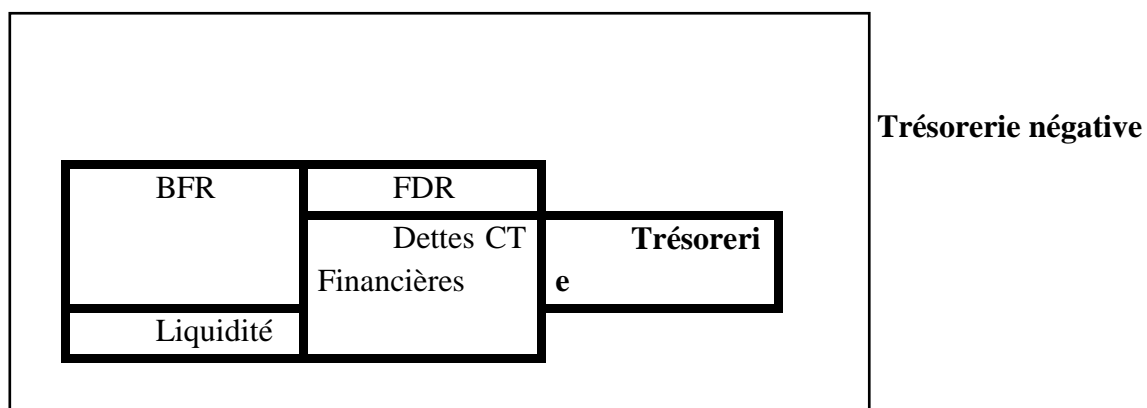 Trésorerie négative
BFR FDR
Dettes CT Trésoreri
Financières e
Liquidité